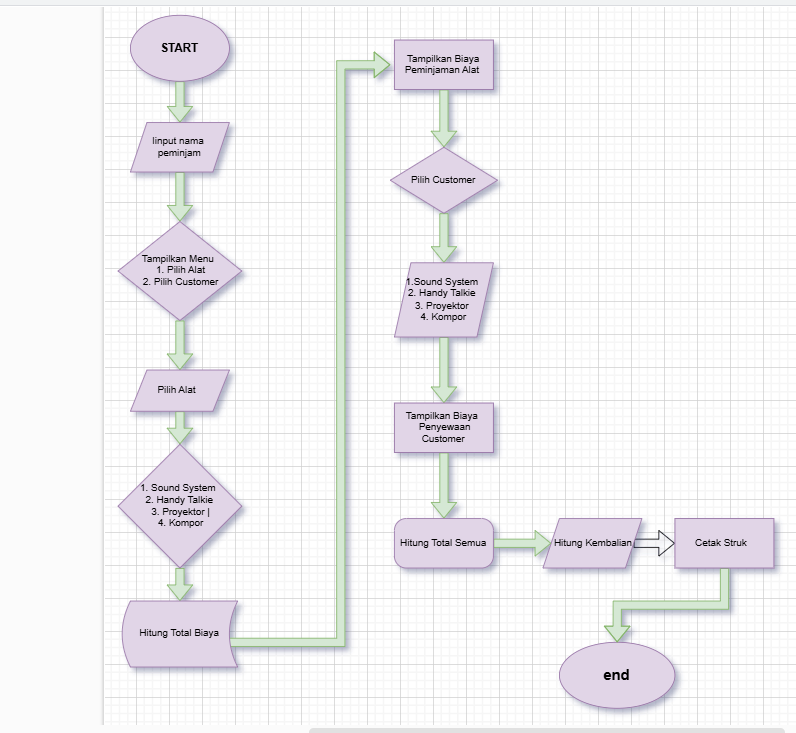 START
Iinput nama
peminjam
Tampilkan Menu
1. Pilih Alat
2. Pilih Customer
Pilih Alat
1. Sound System
2. Handy Talkie
3. Proyektor |
4. Kompor
Hitung Total Biaya
Tampilkan Biaya
Peminjaman Alat
Pilih Customer
1.Sound System
2. Handy Talkie
3. Proyektor
4. Kompor
Tampilkan Biaya
Penyewaan
Customer
Hitung Total Semua
Hitung Kembalian
Cetak Struk
end